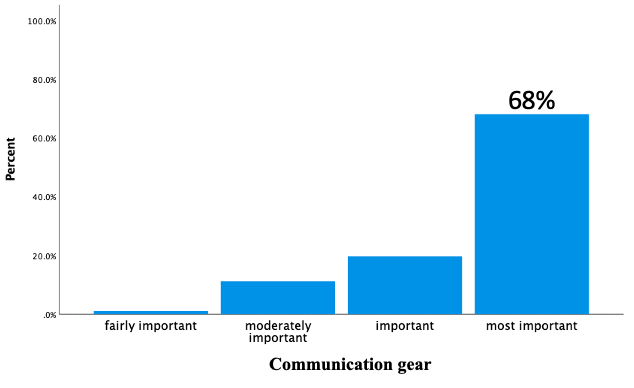 100.0%
80.0%
60.0%
40.0%
20.0%
.0%
Percent
68%
fairly important
moderately
important
important
most important
Communication gear